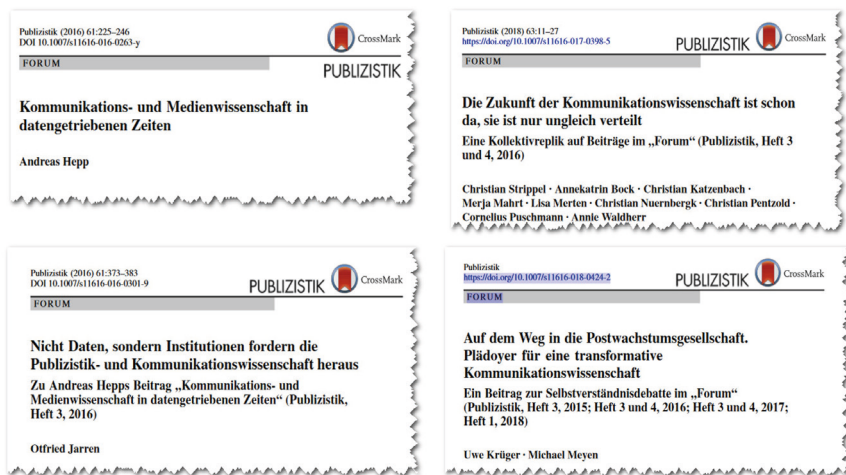 Publizistik (2016) 61:225–246
DOI 10.1007/s11616-016-0263-y
CrossMark
FORUM
PUBLIZISTIK
Kommunikations- und Medienwissenschaft in
datengetriebenen Zeiten
Andreas Hepp
Publizistik (2018) 63:11–27
https://doi.org/10.1007/s11616-017-0398-5
PUBLIZISTIK
CrossMark
FORUM
Die Zukunft der Kommunikationswissenschaft ist schon
da, sie ist nur ungleich verteilt
Eine Kollektivreplik auf Beiträge im „Forum“ (Publizistik, Heft 3
und 4, 2016)
Christian Strippel · Annekatrin Bock · Christian Katzenbach ·
Merja Mahrt · Lisa Merten · Christian Nuernbergk · Christian Pentzold ·
Cornelius Puschmann · Annie Waldherr
Publizistik (2016) 61:373–383
DOI 10.1007/s11616-016-0301-9
PUBLIZISTIK
CrossMark
FORUM
Nicht Daten, sondern Institutionen fordern die
Publizistik- und Kommunikationswissenschaft heraus
Zu Andreas Hepps Beitrag „Kommunikations- und
Medienwissenschaft in datengetriebenen Zeiten“ (Publizistik,
Heft 3, 2016)
Otfried Jarren
Publizistik
https://doi.org/10.1007/s11616-018-0424-2
PUBLIZISTIK
CrossMark
FORUM
Auf dem Weg in die Postwachstumsgesellschaft.
Plädoyer für eine transformative
Kommunikationswissenschaft
Ein Beitrag zur Selbstverständnisdebatte im „Forum“
(Publizistik, Heft 3, 2015; Heft 3 und 4, 2016; Heft 3 und 4, 2017;
Heft 1, 2018)
Uwe Krüger · Michael Meyen